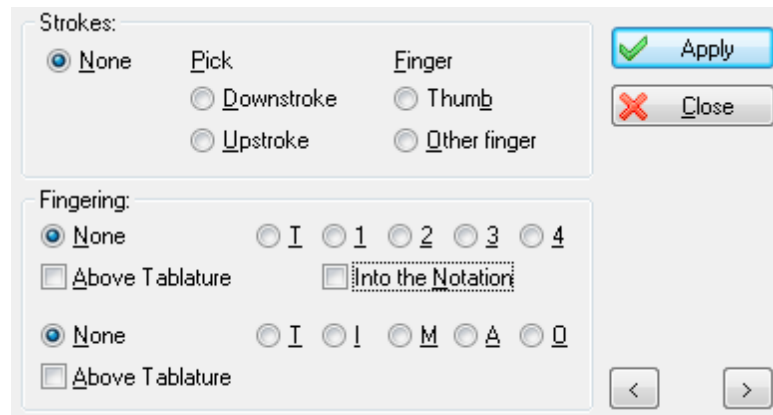 Strokes:
None Pick Finger
Downstroke Thumb
Upstroke Other finger
Apply
Close
Fingering:
None T 1 2 3 4
Above Tablature Into the Notation
None T I M A O
Above Tablature
< >